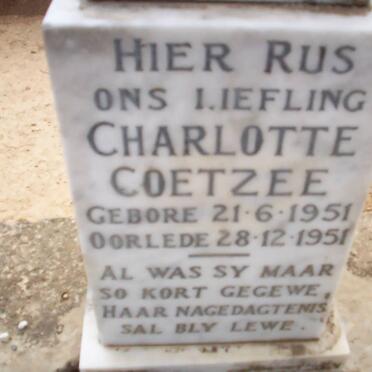 HIER RUS
ONS LIEFLING
CHARLOTTE
COETZEE
GEBORE 21·6·1951
OORLEDE 28·12·1951
AL WAS SY MAAR
SO KORT GEGEWE,
HAAR NAGEDAGTENIS
SAL BLY LEWE.